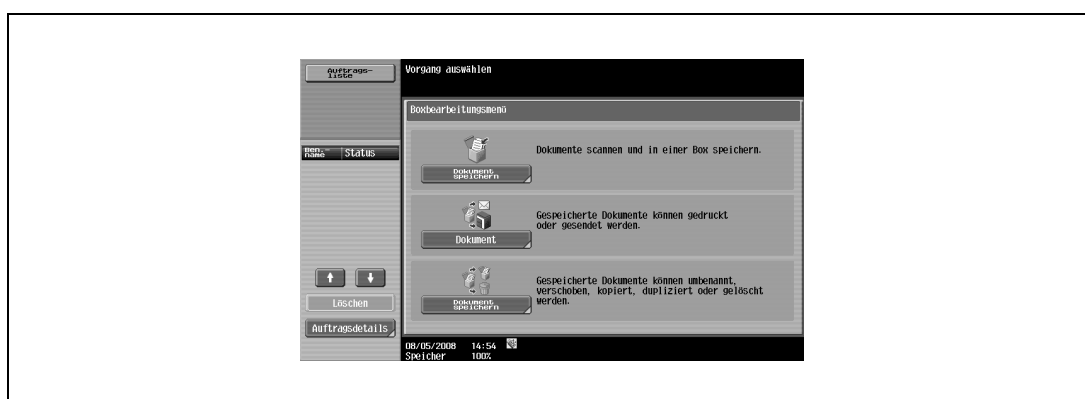 Auftrags-
liste
Vorgang auswählen
Boxbearbeitungsmenü
Ben.-
name
Status
Dokumente scannen und in einer Box speichern.
Dokument
speichern
Gespeicherte Dokumente können gedruckt
oder gesendet werden.
Dokument
Gespeicherte Dokumente können umbenannt,
verschoben, kopiert, dupliziert oder gelöscht
werden.
Dokument
speichern
Löschen
Auftragsdetails
08/05/2008 14:54
Speicher 100%